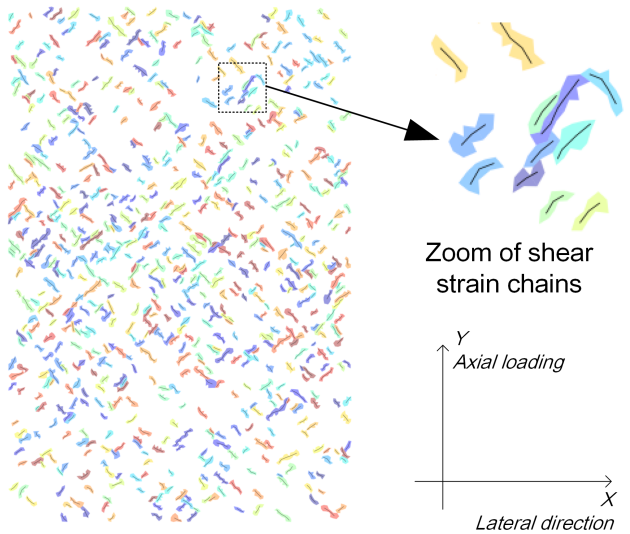 Zoom of shear
strain chains
Y
Axial loading
X
Lateral direction